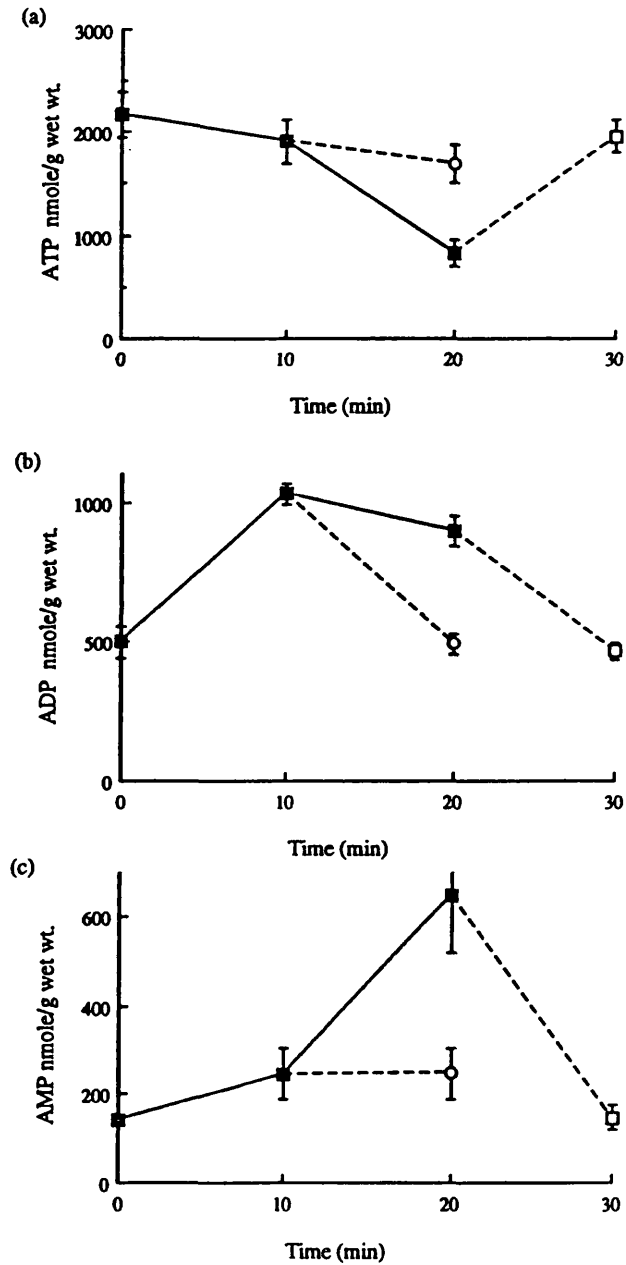 (a)
ATP nmole/g wet wt.
3000
2000
1000
0
0 10 20 30
Time (min)
(b)
ADP nmole/g wet wt.
1000
500
0
0 10 20 30
Time (min)
(c)
AMP nmole/g wet wt.
600
400
200
0
0 10 20 30
Time (min)